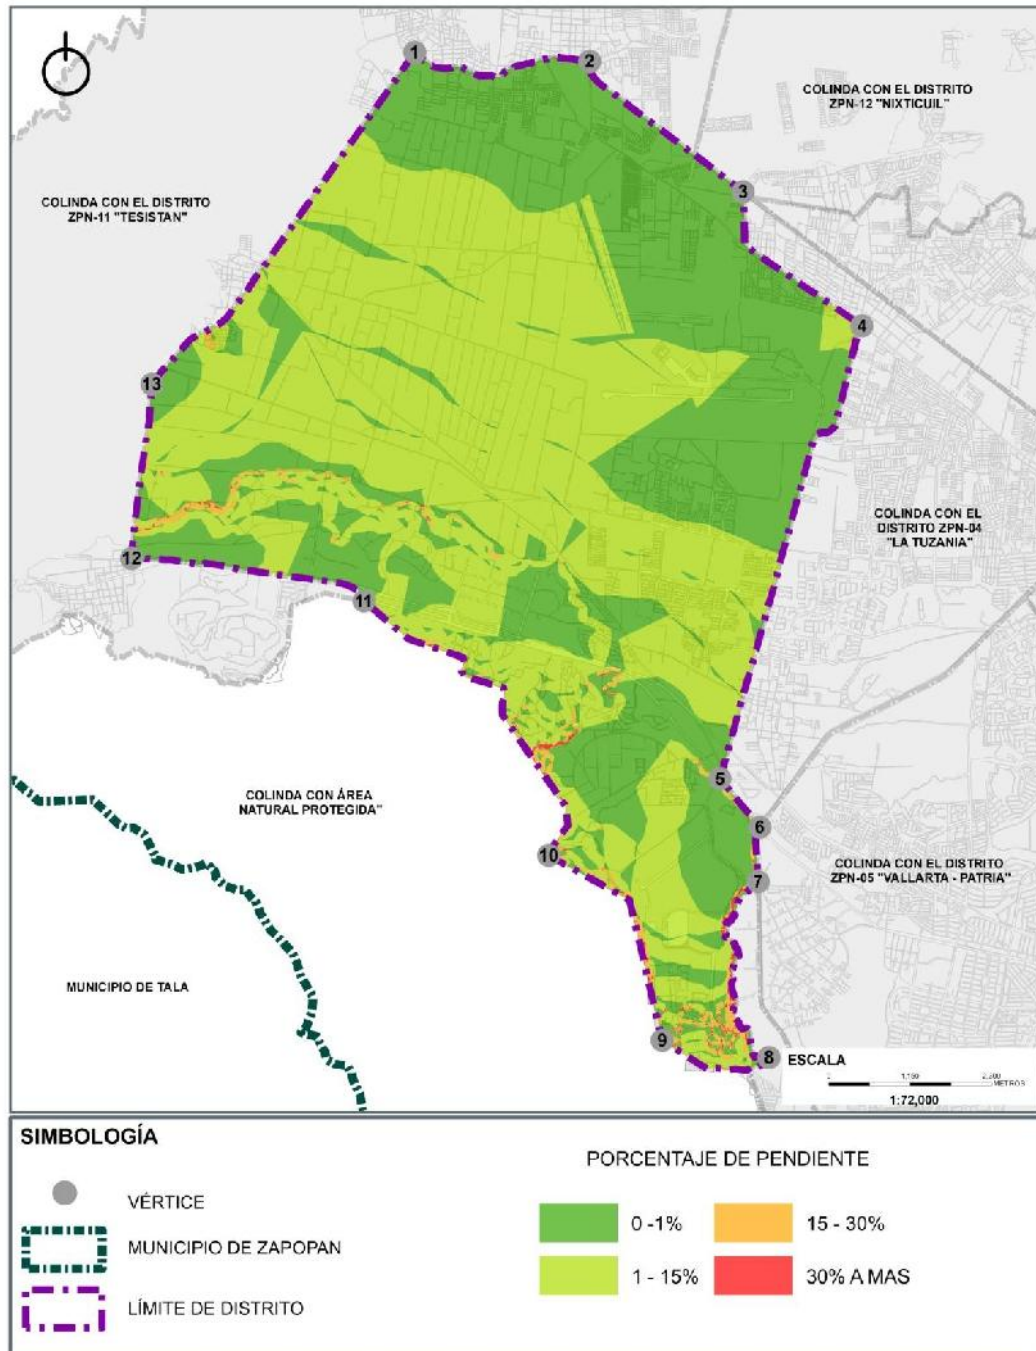 1
2
COLINDA CON EL DISTRITO
ZPN-12 "NIXTICUIL"
3
COLINDA CON EL DISTRITO
ZPN-11 "TESISTAN"
4
13
COLINDA CON EL
DISTRITO ZPN-04
"LA TUZANIA"
12
11
5
COLINDA CON ÁREA
NATURAL PROTEGIDA"
6
10
COLINDA CON EL DISTRITO
ZPN-05 "VALLARTA - PATRIA"
7
MUNICIPIO DE TALA
9
8
ESCALA
METROS
1:72,000
SIMBOLOGÍA
VÉRTICE
MUNICIPIO DE ZAPOPAN
LÍMITE DE DISTRITO
PORCENTAJE DE PENDIENTE
0 -1%
15 - 30%
1 - 15%
30% A MAS